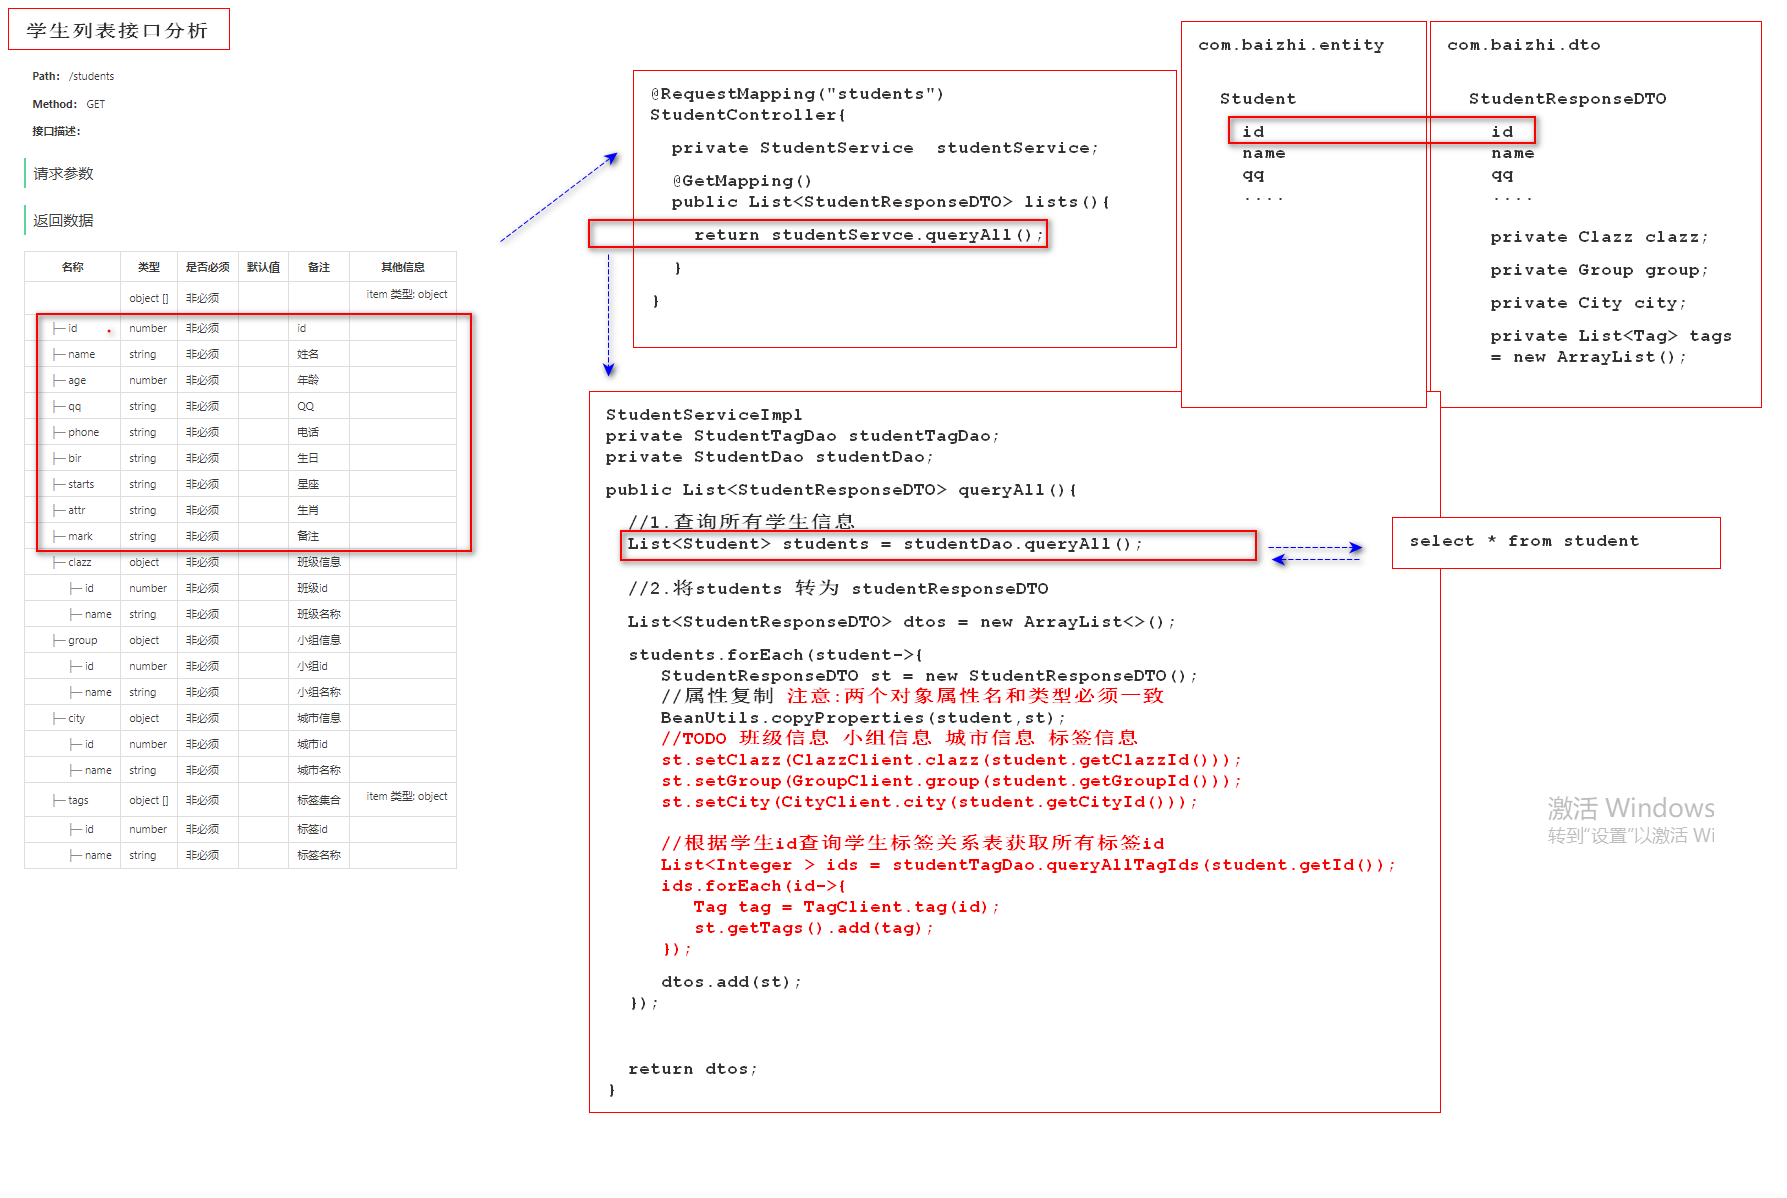 学生列表接口分析
Path： /students
Method： GET
接口描述：
请求参数
返回数据
名称 类型 是否必须 默认值 备注 其他信息
object [] 非必须 item 类型: object
├─ id number 非必须 id
├─ name string 非必须 姓名
├─ age number 非必须 年龄
├─ qq string 非必须 QQ
├─ phone string 非必须 电话
├─ bir string 非必须 生日
├─ starts string 非必须 星座
├─ attr string 非必须 生肖
├─ mark string 非必须 备注
├─ clazz object 非必须 班级信息
├─ id number 非必须 班级id
├─ name string 非必须 班级名称
├─ group object 非必须 小组信息
├─ id number 非必须 小组id
├─ name string 非必须 小组名称
├─ city object 非必须 城市信息
├─ id number 非必须 城市id
├─ name string 非必须 城市名称
├─ tags object [] 非必须 标签集合 item 类型: object
├─ id number 非必须 标签id
├─ name string 非必须 标签名称
@RequestMapping("students")
StudentController{
private StudentService  studentService;
@GetMapping()
public List<StudentResponseDTO> lists(){
return studentServce.queryAll();
}
}
com.baizhi.entity
Student
id
name
qq
....
com.baizhi.dto
StudentResponseDTO
id
name
qq
....
private Clazz clazz;
private Group group;
private City city;
private List<Tag> tags
= new ArrayList();
StudentServiceImpl
private StudentTagDao studentTagDao;
private StudentDao studentDao;
public List<StudentResponseDTO> queryAll(){
//1.查询所有学生信息
List<Student> students = studentDao.queryAll();
//2.将students 转为 studentResponseDTO
List<StudentResponseDTO> dtos = new ArrayList<>();
students.forEach(student->{
StudentResponseDTO st = new StudentResponseDTO();
//属性复制 注意:两个对象属性名和类型必须一致
BeanUtils.copyProperties(student,st);
//TODO 班级信息 小组信息 城市信息 标签信息
st.setClazz(ClazzClient.clazz(student.getClazzId()));
st.setGroup(GroupClient.group(student.getGroupId()));
st.setCity(CityClient.city(student.getCityId()));
//根据学生id查询学生标签关系表获取所有标签id
List<Integer > ids = studentTagDao.queryAllTagIds(student.getId());
ids.forEach(id->{
Tag tag = TagClient.tag(id);
st.getTags().add(tag);
});
dtos.add(st);
});
return dtos;
}
select * from student
激活 Windows
转到“设置”以激活 Wi